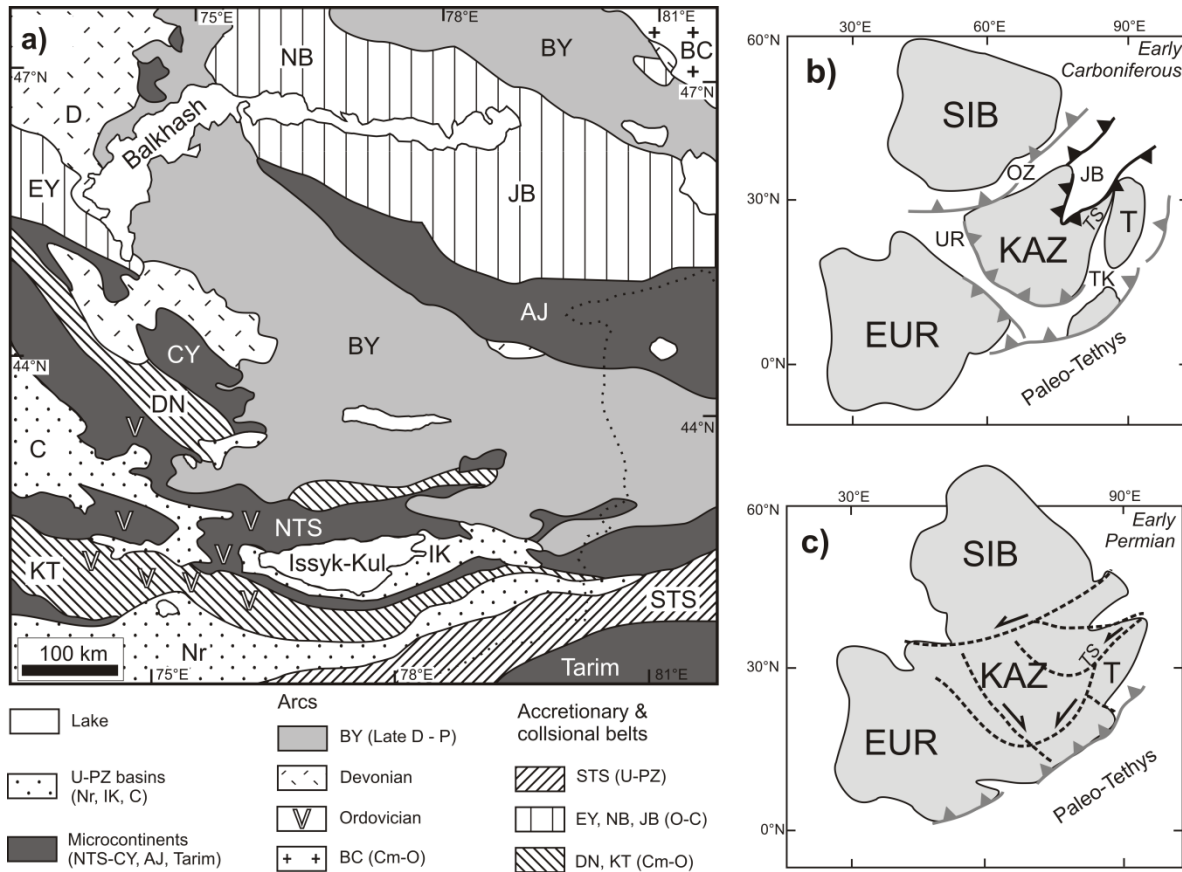 a)
75°E
78°E
81°E
BC
47°N
NB
BY
47°N
D
Balkhash
EY
JB
AJ
CY
BY
44°N
DN
44°N
C
NTS
Issyk-Kul
IK
KT
STS
Nr
Tarim
100 km
75°E
78°E
81°E
Lake
U-PZ basins
(Nr, IK, C)
Microcontinents
(NTS-CY, AJ, Tarim)
Arcs
BY (Late D - P)
Devonian
V
Ordovician
BC (Cm-O)
Accretionary &
collsional belts
STS (U-PZ)
EY, NB, JB (O-C)
DN, KT (Cm-O)
b)
30°E
60°E
90°E
60°N
Early
Carboniferous
SIB
OZ
JB
30°N
TS
T
UR
KAZ
TK
EUR
0°N
Paleo-Tethys
c)
30°E
90°E
60°N
Early
Permian
SIB
TS
30°N
KAZ
T
EUR
Paleo-Tethys
0°N